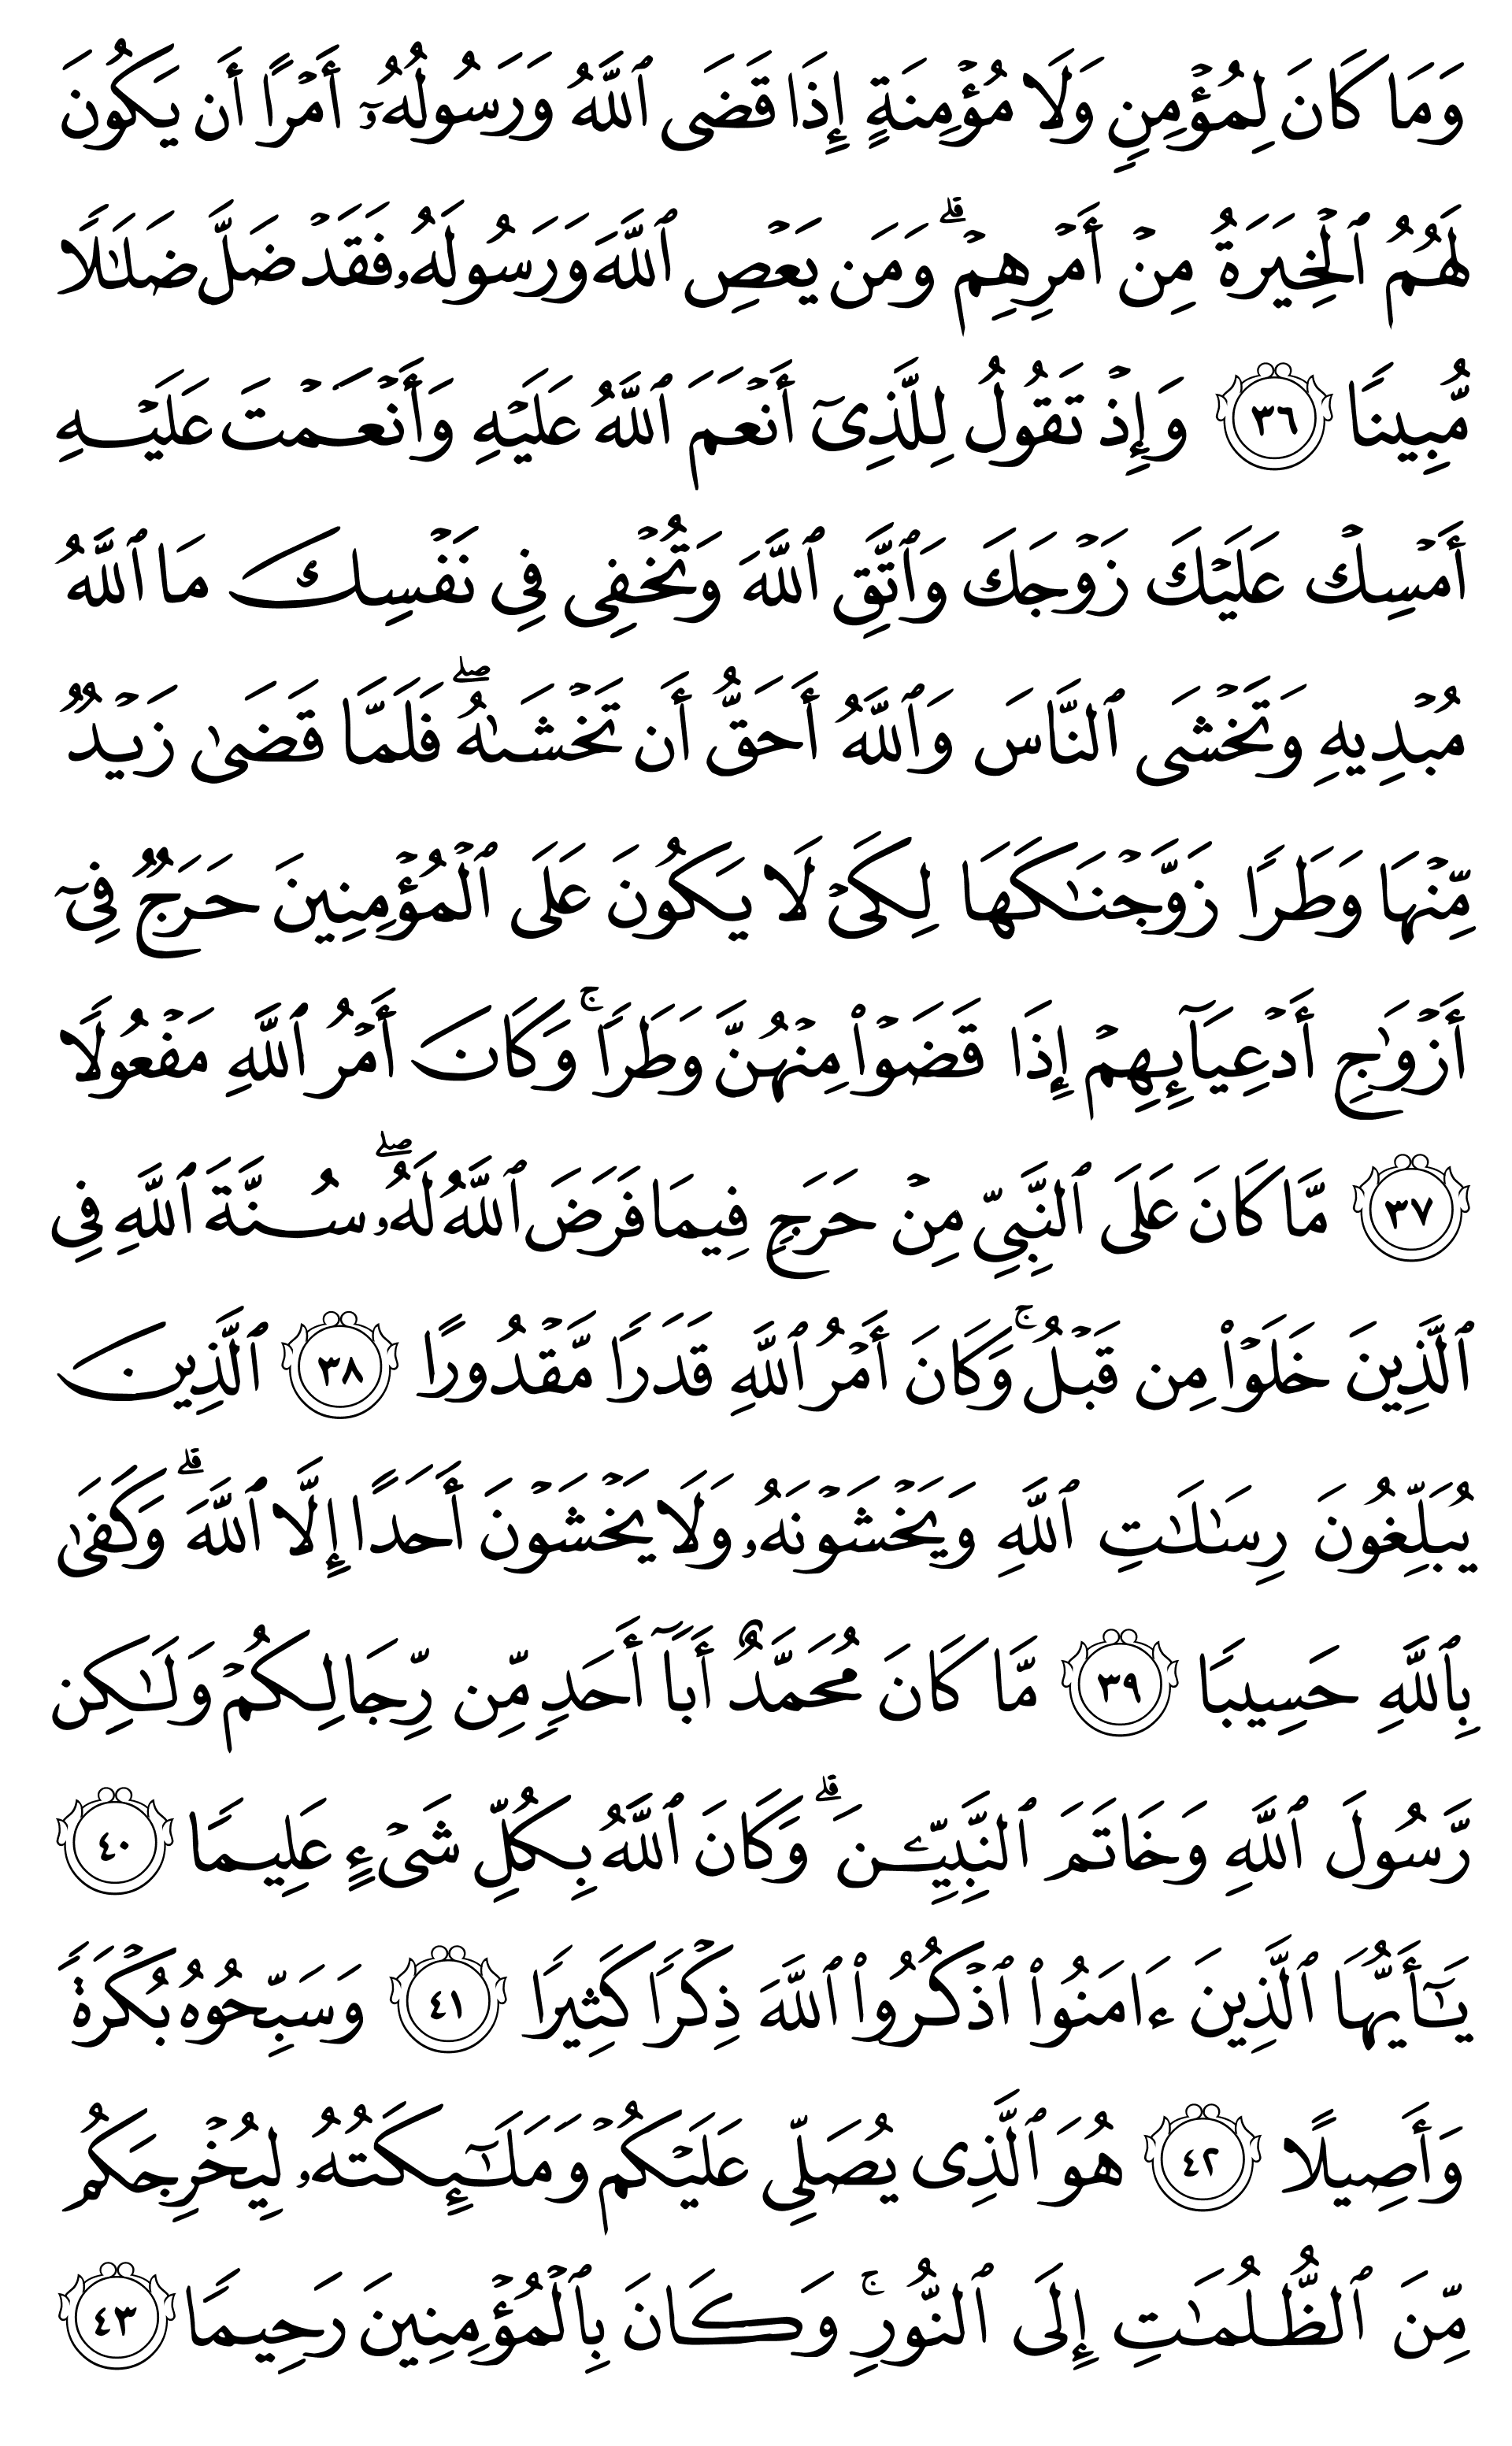 وَمَا كَانَ لِمُؤْمِنٍ وَلَا مُؤْمِنَةٍ إِذَا قَضَى ٱللَّهُ وَرَسُولُهُۥٓ أَمْرًا أَن يَكُونَ
لَهُمُ ٱلْخِيَرَةُ مِنْ أَمْرِهِمْ ۗ وَمَن يَعْصِ ٱللَّهَ وَرَسُولَهُۥ فَقَدْ ضَلَّ ضَلَـٰلًا
مُّبِينًا ٣٦ وَإِذْ تَقُولُ لِلَّذِىٓ أَنْعَمَ ٱللَّهُ عَلَيْهِ وَأَنْعَمْتَ عَلَيْهِ
أَمْسِكْ عَلَيْكَ زَوْجَكَ وَٱتَّقِ ٱللَّهَ وَتُخْفِى فِى نَفْسِكَ مَا ٱللَّهُ
مُبْدِيهِ وَتَخْشَى ٱلنَّاسَ وَٱللَّهُ أَحَقُّ أَن تَخْشَىٰهُ ۖ فَلَمَّا قَضَىٰ زَيْدٌ
مِّنْهَا وَطَرًا زَوَّجْنَـٰكَهَا لِكَىْ لَا يَكُونَ عَلَى ٱلْمُؤْمِنِينَ حَرَجٌ فِىٓ
أَزْوَٰجِ أَدْعِيَآئِهِمْ إِذَا قَضَوْا۟ مِنْهُنَّ وَطَرًا ۚ وَكَانَ أَمْرُ ٱللَّهِ مَفْعُولًا
٣٧ مَّا كَانَ عَلَى ٱلنَّبِىِّ مِنْ حَرَجٍ فِيمَا فَرَضَ ٱللَّهُ لَهُۥ ۖ سُنَّةَ ٱللَّهِ فِى
ٱلَّذِينَ خَلَوْا۟ مِن قَبْلُ ۚ وَكَانَ أَمْرُ ٱللَّهِ قَدَرًا مَّقْدُورًا ٣٨ ٱلَّذِينَ
يُبَلِّغُونَ رِسَـٰلَـٰتِ ٱللَّهِ وَيَخْشَوْنَهُۥ وَلَا يَخْشَوْنَ أَحَدًا إِلَّا ٱللَّهَ ۗ وَكَفَىٰ
بِٱللَّهِ حَسِيبًا ٣٩ مَّا كَانَ مُحَمَّدٌ أَبَآ أَحَدٍ مِّن رِّجَالِكُمْ وَلَـٰكِن
رَّسُولَ ٱللَّهِ وَخَاتَمَ ٱلنَّبِيِّـۧنَ ۗ وَكَانَ ٱللَّهُ بِكُلِّ شَىْءٍ عَلِيمًا ٤٠
يَـٰٓأَيُّهَا ٱلَّذِينَ ءَامَنُوا۟ ٱذْكُرُوا۟ ٱللَّهَ ذِكْرًا كَثِيرًا ٤١ وَسَبِّحُوهُ بُكْرَةً
وَأَصِيلًا ٤٢ هُوَ ٱلَّذِى يُصَلِّى عَلَيْكُمْ وَمَلَـٰٓئِكَتُهُۥ لِيُخْرِجَكُم
مِّنَ ٱلظُّلُمَـٰتِ إِلَى ٱلنُّورِ ۚ وَكَانَ بِٱلْمُؤْمِنِينَ رَحِيمًا ٤٣